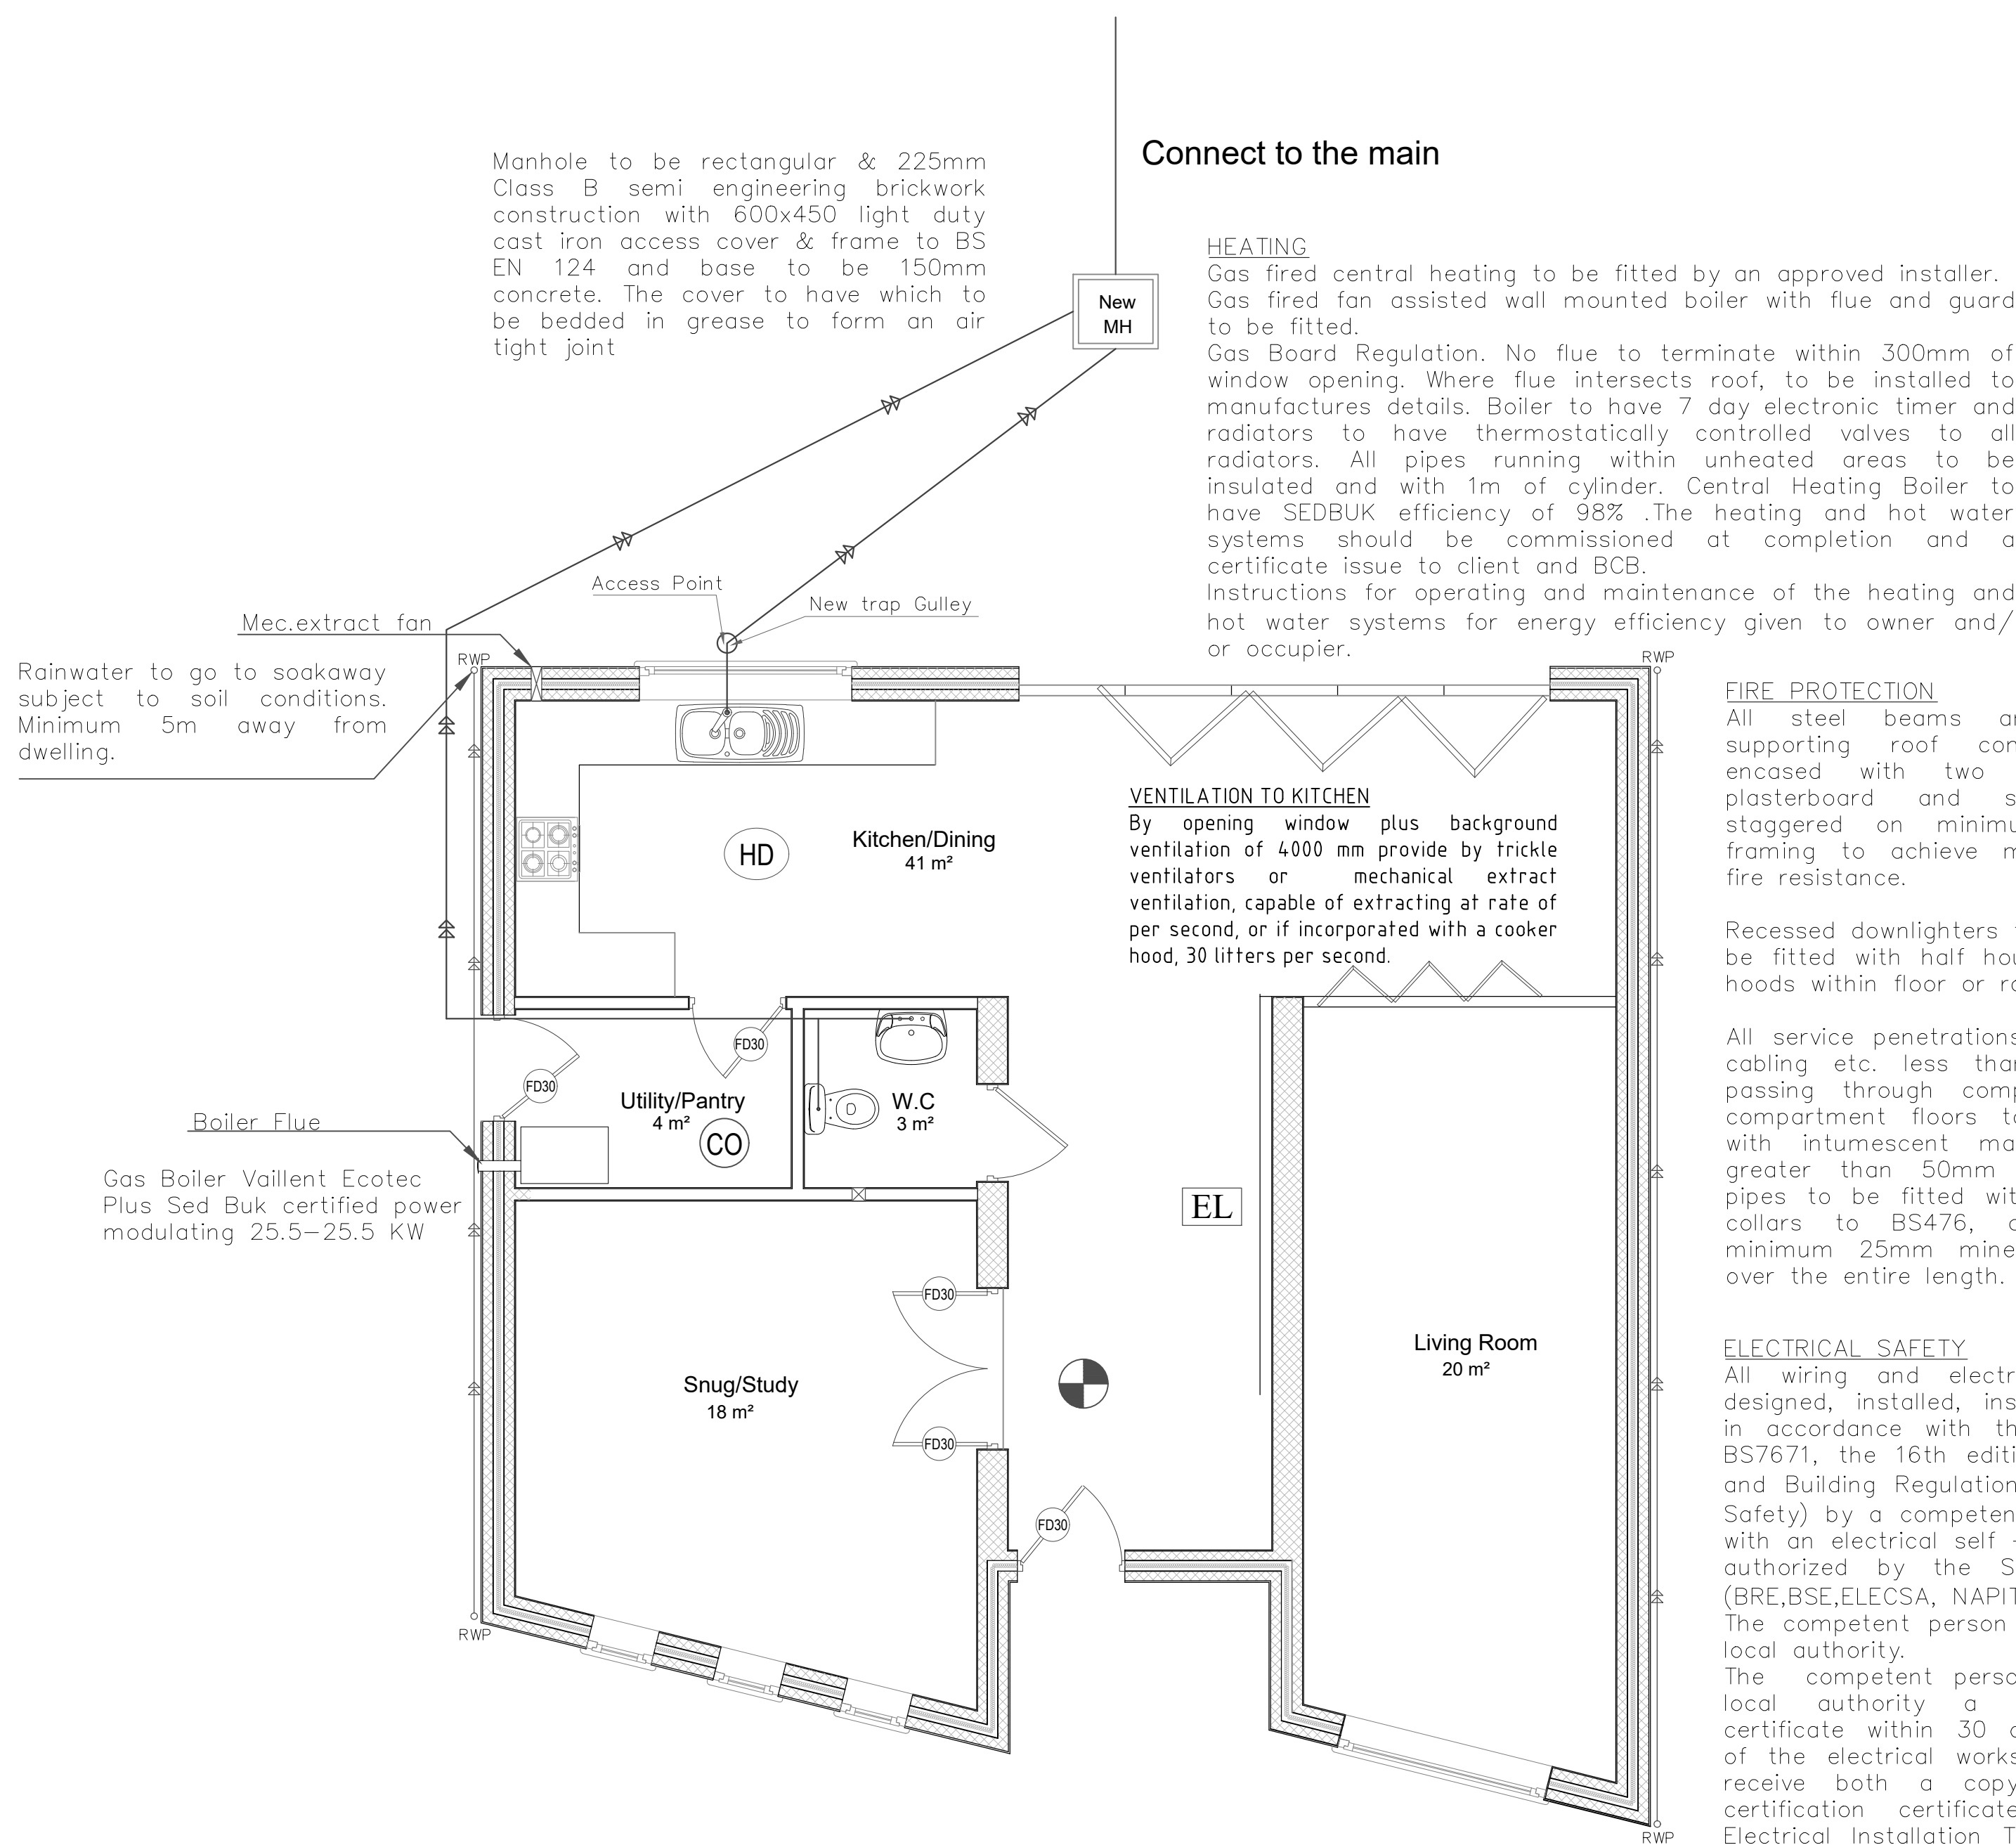 Connect to the main
Manhole to be rectangular & 225mm
Class B semi engineering brickwork
construction with 600x450 light duty
cast iron access cover & frame to BS
EN 124 and base to be 150mm
concrete. The cover to have which to
be bedded in grease to form an air
tight joint
New
MH
HEATING
Gas fired central heating to be fitted by an approved installer.
Gas fired fan assisted wall mounted boiler with flue and guard
to be fitted.
Gas Board Regulation. No flue to terminate within 300mm of
window opening. Where flue intersects roof, to be installed to
manufactures details. Boiler to have 7 day electronic timer and
radiators to have thermostatically controlled valves to all
radiators. All pipes running within unheated areas to be
insulated and with 1m of cylinder. Central Heating Boiler to
have SEDBUK efficiency of 98% .The heating and hot water
systems should be commissioned at completion and a
certificate issue to client and BCB.
Instructions for operating and maintenance of the heating and
hot water systems for energy efficiency given to owner and/
or occupier.
Access Point
New trap Gulley
Mec.extract fan
RWP
RWP
Rainwater to go to soakaway
subject to soil conditions.
Minimum 5m away from
dwelling.
VENTILATION TO KITCHEN
By opening window plus background
ventilation of 4000 mm provide by trickle
ventilators or mechanical extract
ventilation, capable of extracting at rate of
per second, or if incorporated with a cooker
hood, 30 litters per second.
HD
Kitchen/Dining
41 m²
FD30
FD30
Utility/Pantry
4 m²
CO
W.C
3 m²
Boiler Flue
Gas Boiler Vaillent Ecotec
Plus Sed Buk certified power
modulating 25.5-25.5 KW
EL
FD30
Snug/Study
18 m²
FD30
Living Room
20 m²
FD30
RWP
RWP
FIRE PROTECTION
All steel beams
supporting roof
encased with two
plasterboard and
staggered on
framing to achieve
fire resistance.
Recessed downlighters
be fitted with half
hoods within floor or
All service penetrations
cabling etc. less
passing through
compartment floors
with intumescent
greater than 50mm
pipes to be fitted
collars to BS476,
minimum 25mm
over the entire length.
ELECTRICAL SAFETY
All wiring and
designed, installed,
in accordance with
BS7671, the 16th
and Building
Safety) by a
with an electrical self
authorized by the
(BRE,BSE,ELECSA,
The competent person
local authority.
The competent
local authority a
certificate within 30
of the electrical
receive both a copy
certification
Electrical Installation